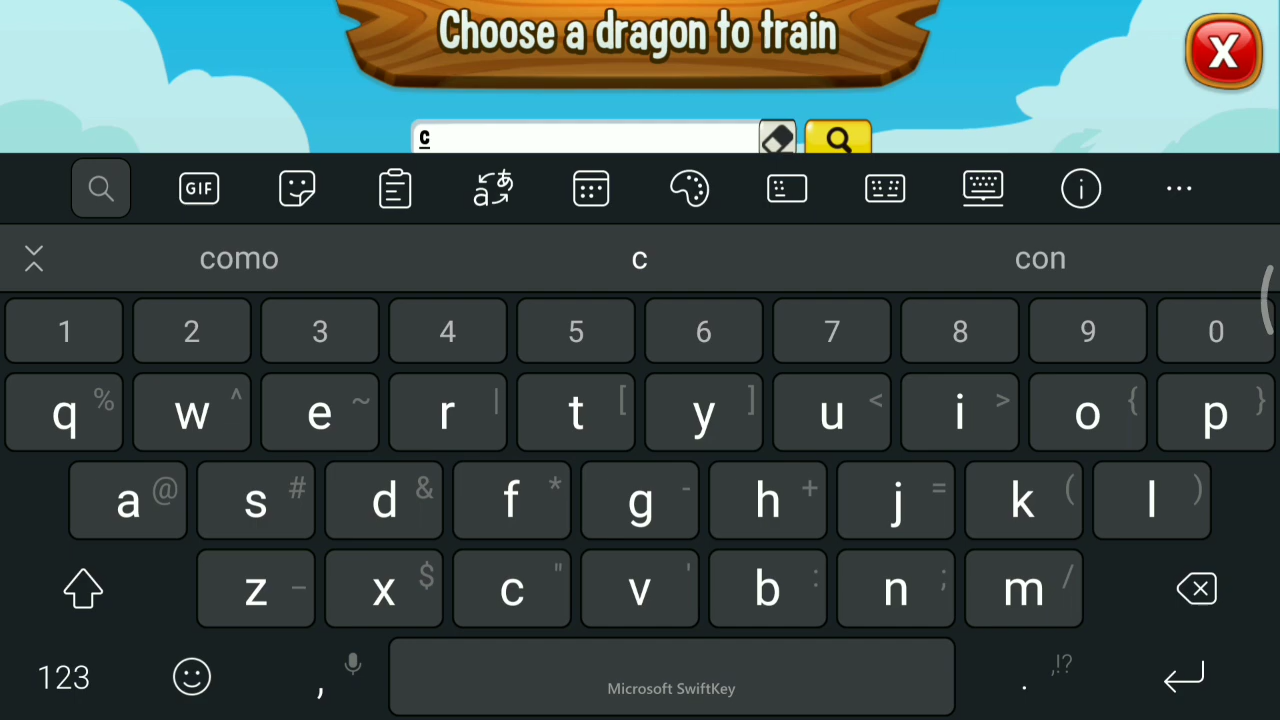 Choose a dragon to train
X
c
GIF
como c con
1 2 3 4 5 6 7 8 9 0
q % w ^ e ~ r | t [ y ] u < i > o { p }
a @ s # d & f * g - h + j = k ( l )
z _ x $ c " v ' b : n ; m /
123 , Microsoft SwiftKey . ,!?